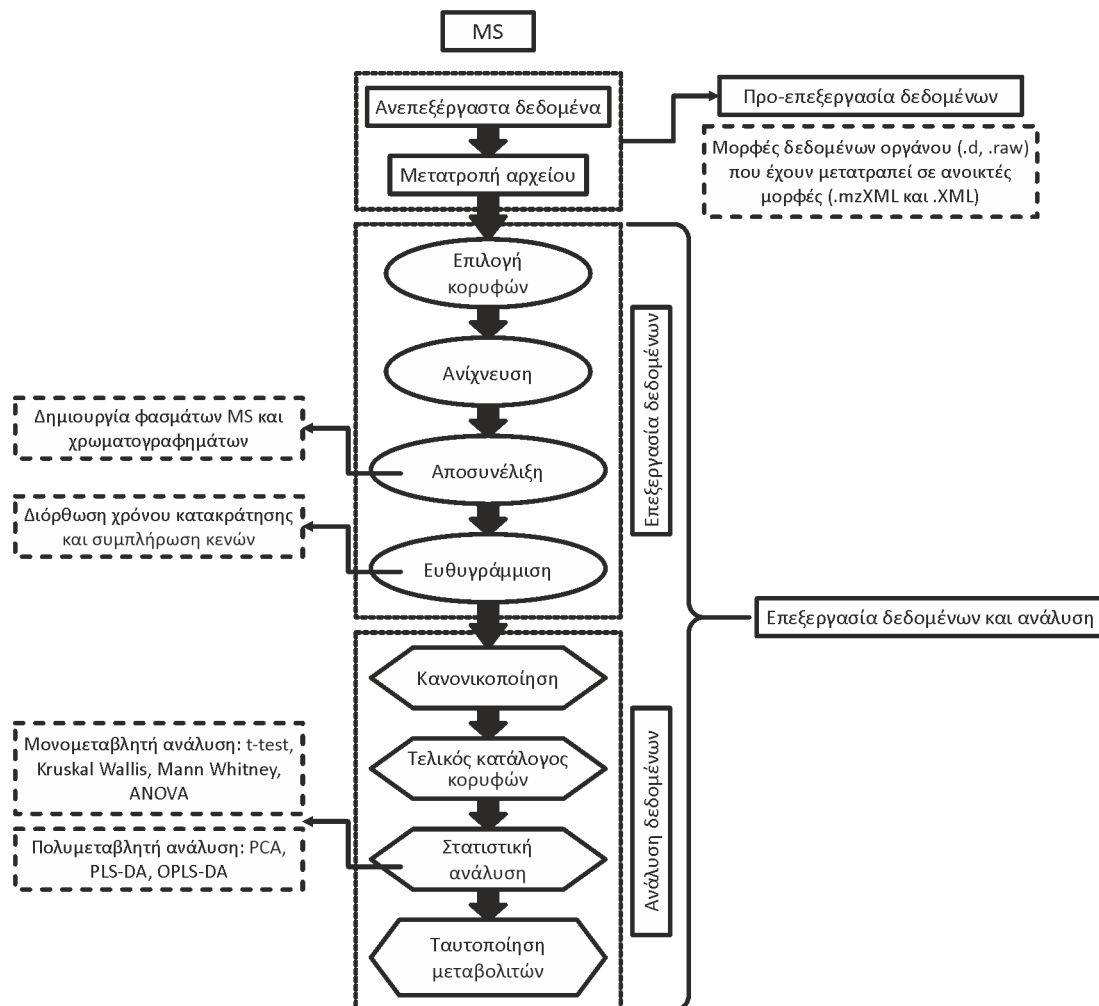 MS
Ανεπεξέργαστα δεδομένα
Μετατροπή αρχείου
Προ-επεξεργασία δεδομένων
Μορφές δεδομένων οργάνου (.d, .raw)
που έχουν μετατραπεί σε ανοικτές
μορφές (.mzXML και .XML)
Επιλογή
κορυφών
Ανίχνευση
Αποσυνέλιξη
Ευθυγράμμιση
Επεξεργασία δεδομένων
Δημιουργία φασμάτων MS και
χρωματογραφημάτων
Διόρθωση χρόνου κατακράτησης
και συμπλήρωση κενών
Επεξεργασία δεδομένων και ανάλυση
Κανονικοποίηση
Τελικός κατάλογος
κορυφών
Στατιστική
ανάλυση
Ταυτοποίηση
μεταβολιτών
Ανάλυση δεδομένων
Μονομεταβλητή ανάλυση: t-test,
Kruskal Wallis, Mann Whitney,
ANOVA
Πολυμεταβλητή ανάλυση: PCA,
PLS-DA, OPLS-DA